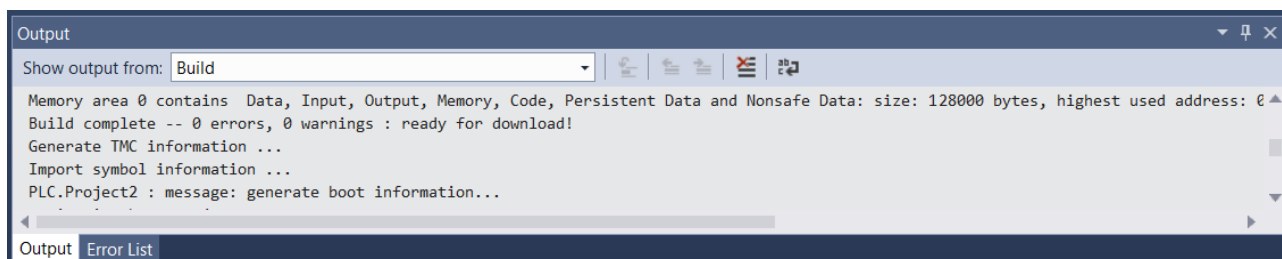 Output
Show output from: Build
Memory area 0 contains  Data, Input, Output, Memory, Code, Persistent Data and Nonsafe Data: size: 128000 bytes, highest used address:
Build complete -- 0 errors, 0 warnings : ready for download!
Generate TMC information ...
Import symbol information ...
PLC.Project2 : message: generate boot information...
Output Error List